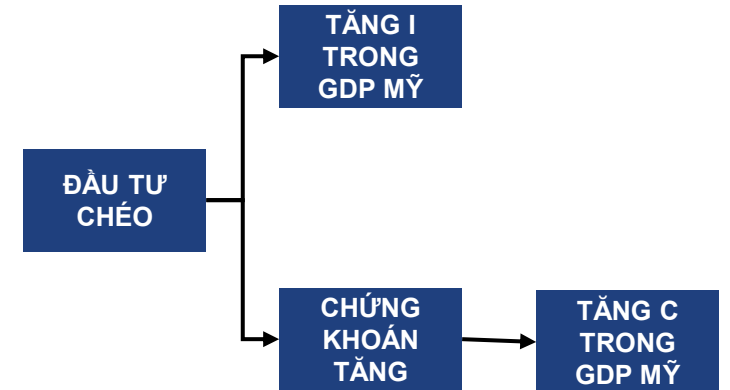 TĂNG I
TRONG
GDP MỸ
ĐẦU TƯ
CHÉO
CHỨNG
KHOÁN
TĂNG
TĂNG C
TRONG
GDP MỸ